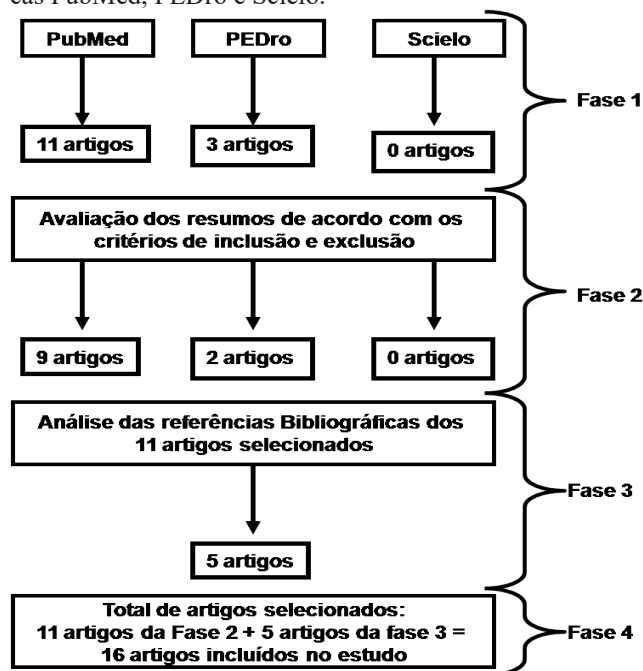 cas PubMed, PEDro e Scielo.
PubMed
PEDro
Scielo
Fase 1
11 artigos
3 artigos
0 artigos
Avaliação dos resumos de acordo com os
critérios de inclusão e exclusão
Fase 2
9 artigos
2 artigos
0 artigos
Análise das referências Bibliográficas dos
11 artigos selecionados
Fase 3
5 artigos
Total de artigos selecionados:
11 artigos da Fase 2 + 5 artigos da fase 3 =
16 artigos incluídos no estudo
Fase 4